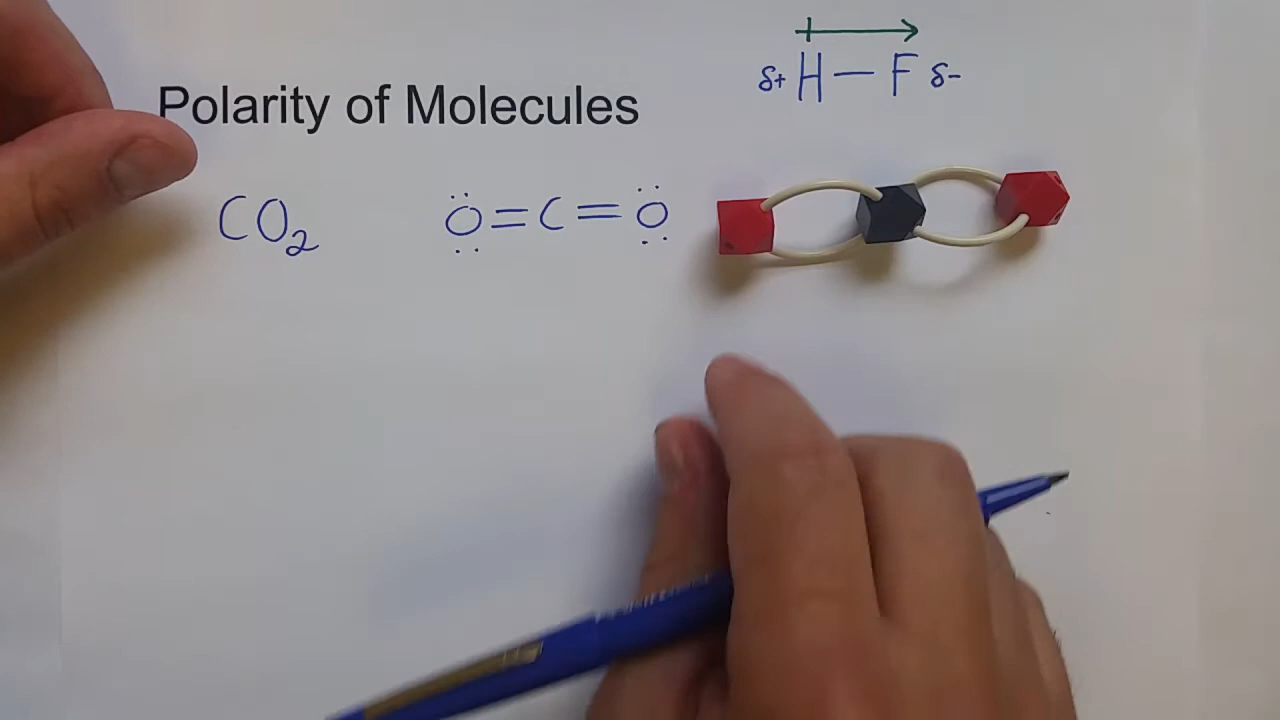 δ+ H — F δ-
Polarity of Molecules
CO₂ O=C=O